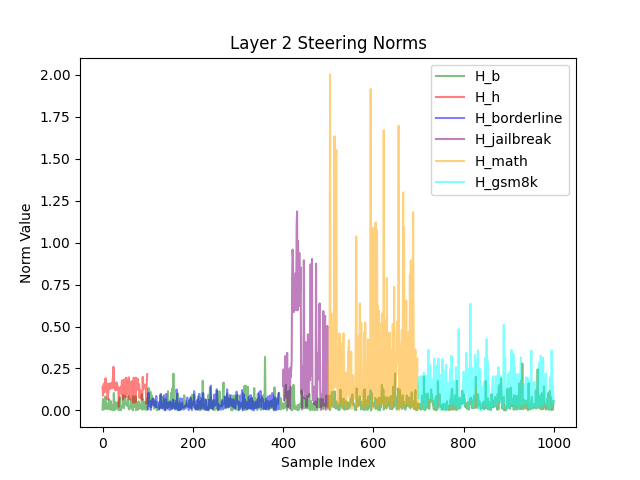 Layer 2 Steering Norms
H_b
H_h
H_borderline
H_jailbreak
H_math
H_gsm8k
Norm Value
2.00
1.75
1.50
1.25
1.00
0.75
0.50
0.25
0.00
0
200
400
600
800
1000
Sample Index